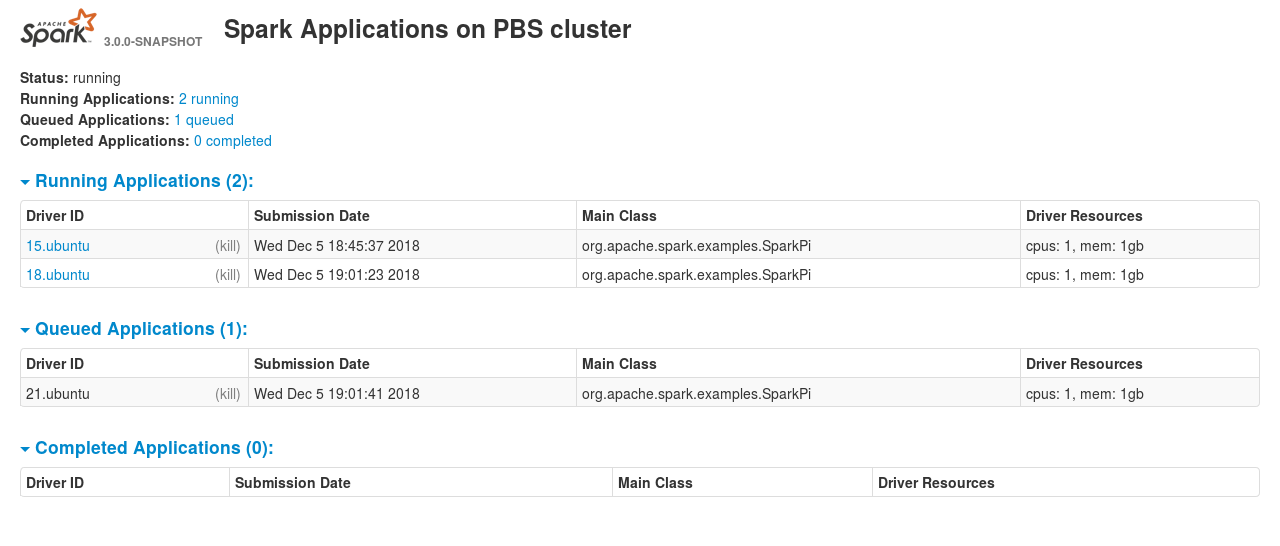 APACHE
Spark 3.0.0-SNAPSHOT Spark Applications on PBS cluster
Status: running
Running Applications: 2 running
Queued Applications: 1 queued
Completed Applications: 0 completed
Running Applications (2):
Driver ID Submission Date Main Class Driver Resources
15.ubuntu (kill) Wed Dec 5 18:45:37 2018 org.apache.spark.examples.SparkPi cpus: 1, mem: 1gb
18.ubuntu (kill) Wed Dec 5 19:01:23 2018 org.apache.spark.examples.SparkPi cpus: 1, mem: 1gb
Queued Applications (1):
Driver ID Submission Date Main Class Driver Resources
21.ubuntu (kill) Wed Dec 5 19:01:41 2018 org.apache.spark.examples.SparkPi cpus: 1, mem: 1gb
Completed Applications (0):
Driver ID Submission Date Main Class Driver Resources